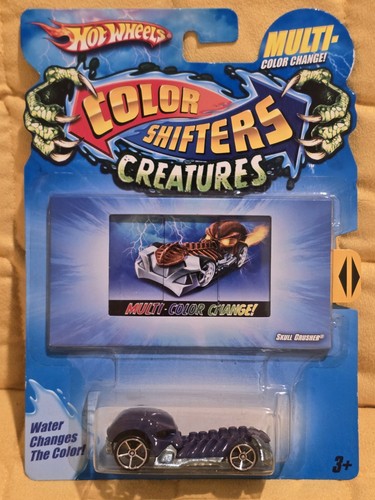 Hot Wheels
MULTI-
COLOR CHANGE!
COLOR
SHIFTERS
CREATURES
MULTI-COLOR CHANGE!
SKULL CRUSHER®
Water
Changes
The Color!
3+